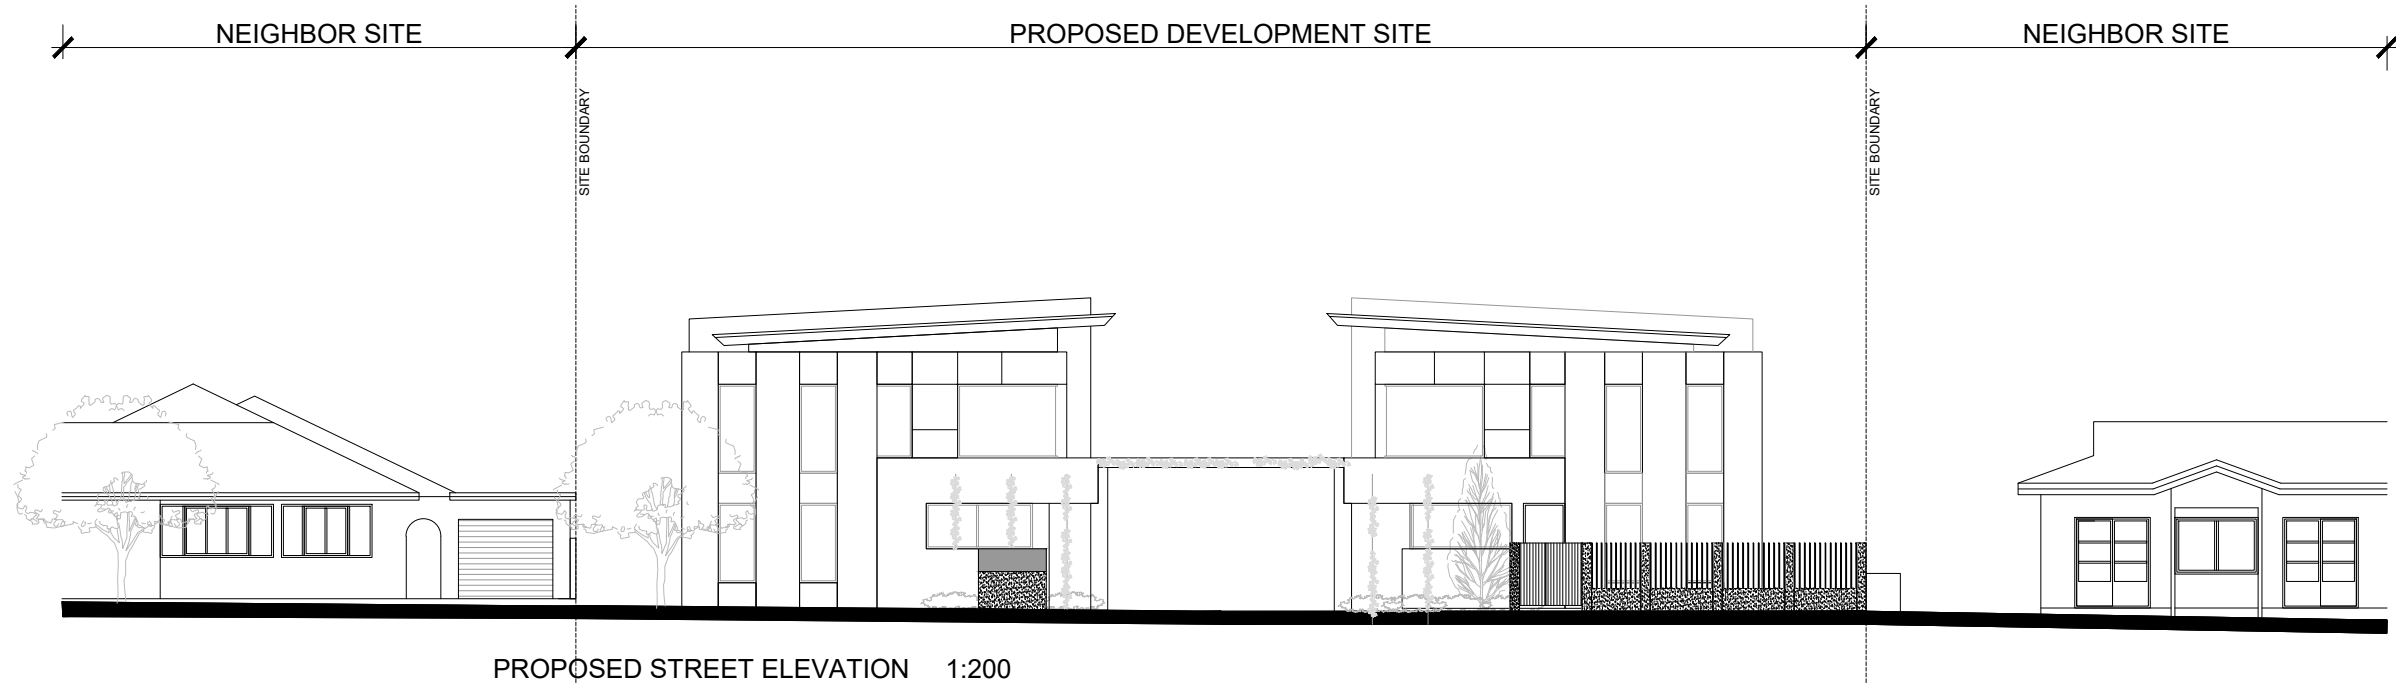 NEIGHBOR SITE
PROPOSED DEVELOPMENT SITE
NEIGHBOR SITE
SITE BOUNDARY
SITE BOUNDARY
PROPOSED STREET ELEVATION 1:200